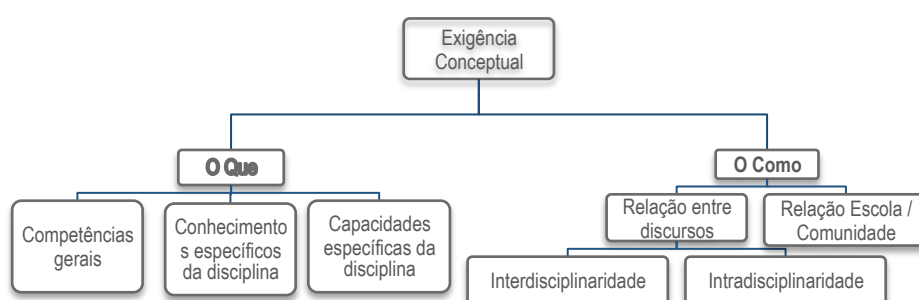 Exigência
Conceptual
O Que
O Como
Competências
gerais
Conhecimento
s específicos
da disciplina
Capacidades
específicas da
disciplina
Relação entre
discursos
Relação Escola /
Comunidade
Interdisciplinaridade
Intradisciplinaridade